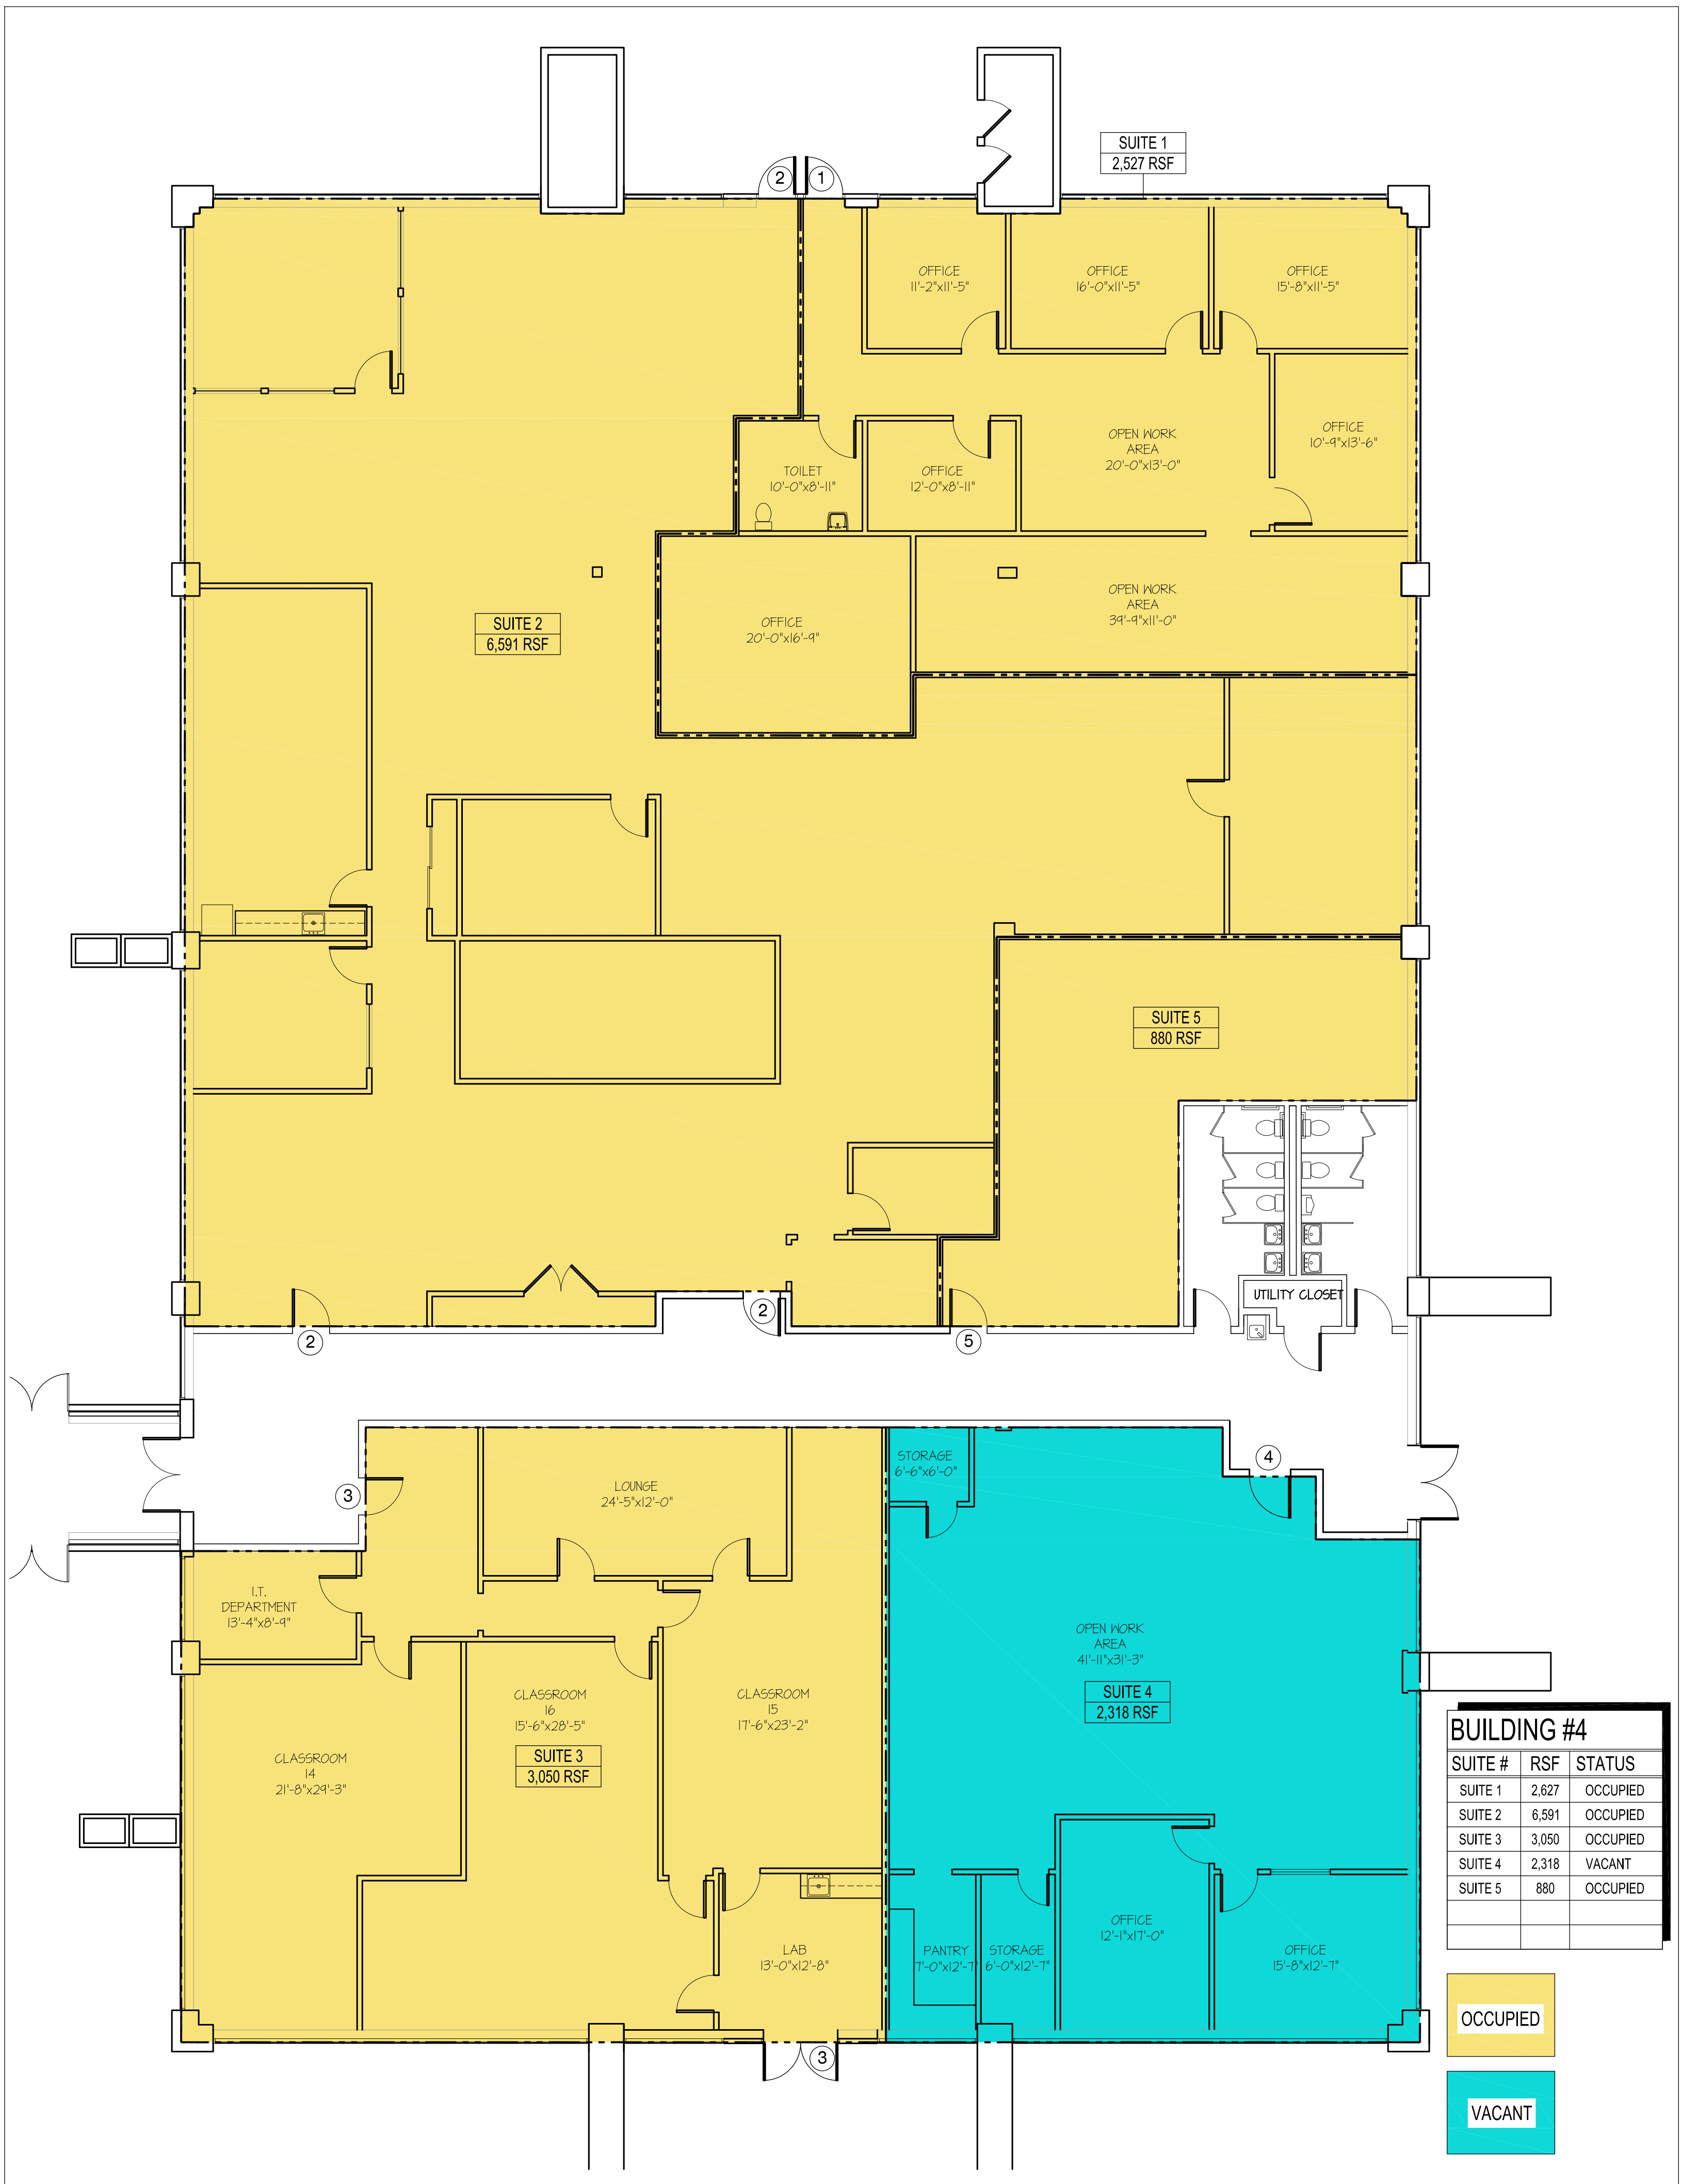 SUITE 1
2,527 RSF
2
1
OFFICE
11'-2"x11'-5"
OFFICE
16'-0"x11'-5"
OFFICE
15'-8"x11'-5"
OFFICE
10'-9"x13'-6"
OPEN WORK
AREA
20'-0"x13'-0"
TOILET
10'-0"x8'-11"
OFFICE
12'-0"x8'-11"
OPEN WORK
AREA
39'-9"x11'-0"
SUITE 2
6,591 RSF
OFFICE
20'-0"x16'-9"
SUITE 5
880 RSF
UTILITY CLOSET
2
2
5
STORAGE
6'-6"x6'-0"
4
LOUNGE
24'-5"x12'-0"
3
I.T.
DEPARTMENT
13'-4"x8'-9"
OPEN WORK
AREA
41'-11"x31'-3"
SUITE 4
2,318 RSF
CLASSROOM
16
15'-6"x28'-5"
CLASSROOM
15
17'-6"x23'-2"
SUITE 3
3,050 RSF
CLASSROOM
14
21'-8"x29'-3"
LAB
13'-0"x12'-8"
PANTRY
7'-0"x12'-7"
STORAGE
6'-0"x12'-7"
OFFICE
12'-1"x17'-0"
OFFICE
15'-8"x12'-7"
3
BUILDING #4
SUITE # RSF STATUS
SUITE 1 2,627 OCCUPIED
SUITE 2 6,591 OCCUPIED
SUITE 3 3,050 OCCUPIED
SUITE 4 2,318 VACANT
SUITE 5 880 OCCUPIED
OCCUPIED
VACANT